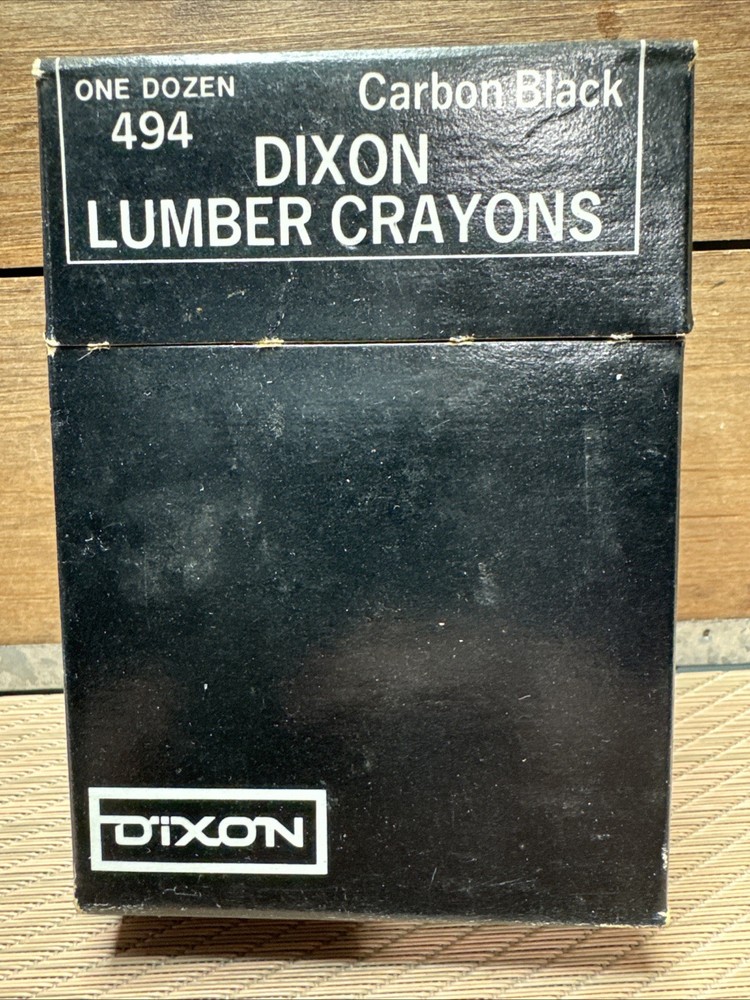 ONE DOZEN Carbon Black
494
DIXON
LUMBER CRAYONS
DIXON